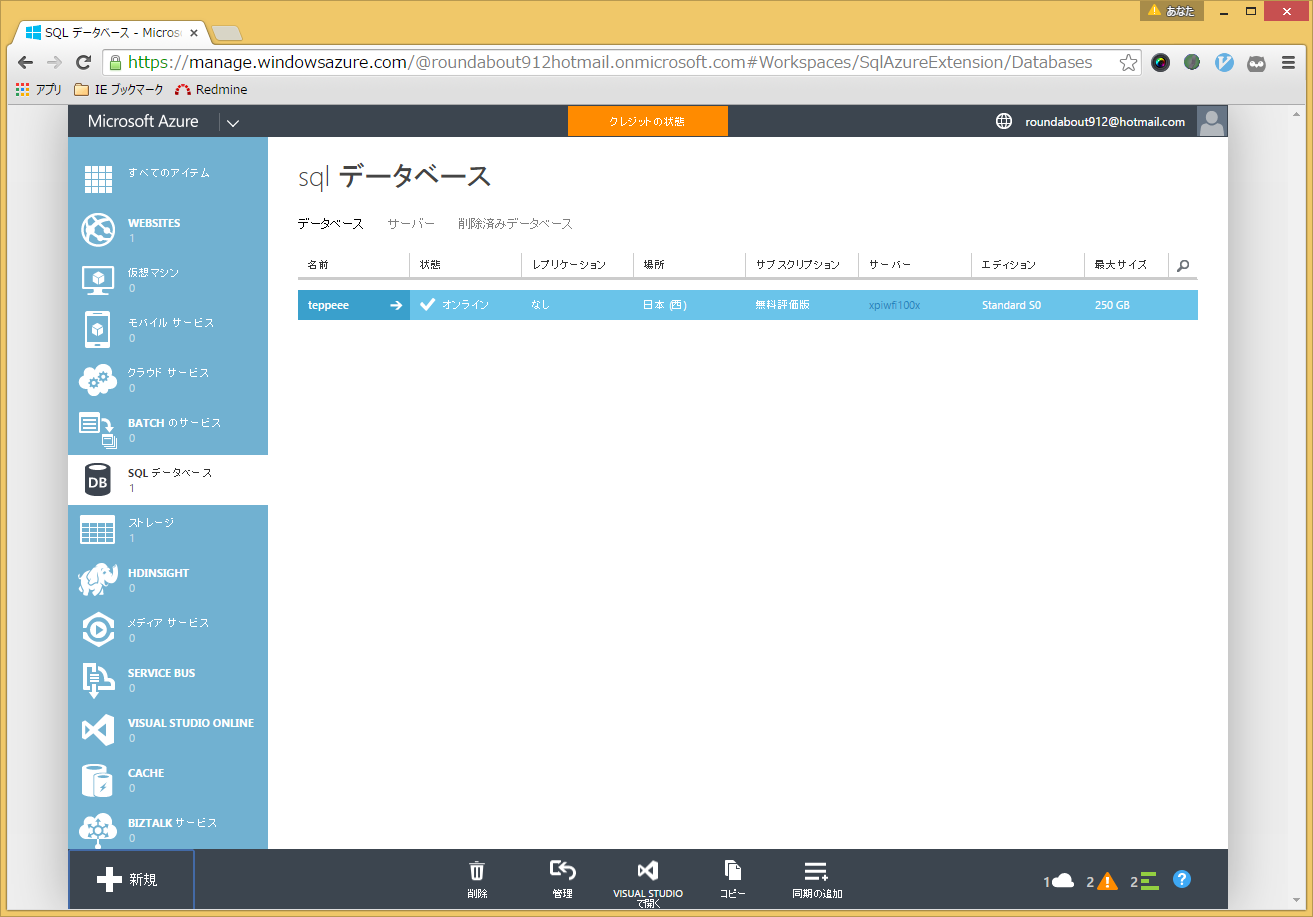 あなた
SQL データベース - Micros
https://manage.windowsazure.com/@roundabout912hotmail.onmicrosoft.com#Workspaces/SqlAzureExtension/Databases
アプリ IE ブックマーク Redmine
Microsoft Azure クレジットの状態 roundabout912@hotmail.com
すべてのアイテム
WEBSITES
1
仮想マシン
0
モバイル サービス
0
クラウド サービス
0
BATCH のサービス
0
DB
SQL データベース
1
ストレージ
1
HDINSIGHT
0
メディア サービス
0
SERVICE BUS
0
VISUAL STUDIO ONLINE
0
CACHE
0
BIZTALK サービス
0
sql データベース
データベース サーバー 削除済みデータベース
名前 状態 レプリケーション 場所 サブスクリプション サーバー エディション 最大サイズ
teppeee オンライン なし 日本 (西) 無料評価版 xpiwfi100x Standard S0 250 GB
新規
削除
管理
VISUAL STUDIO
で開く
コピー
同期の追加
1 2 2 ?